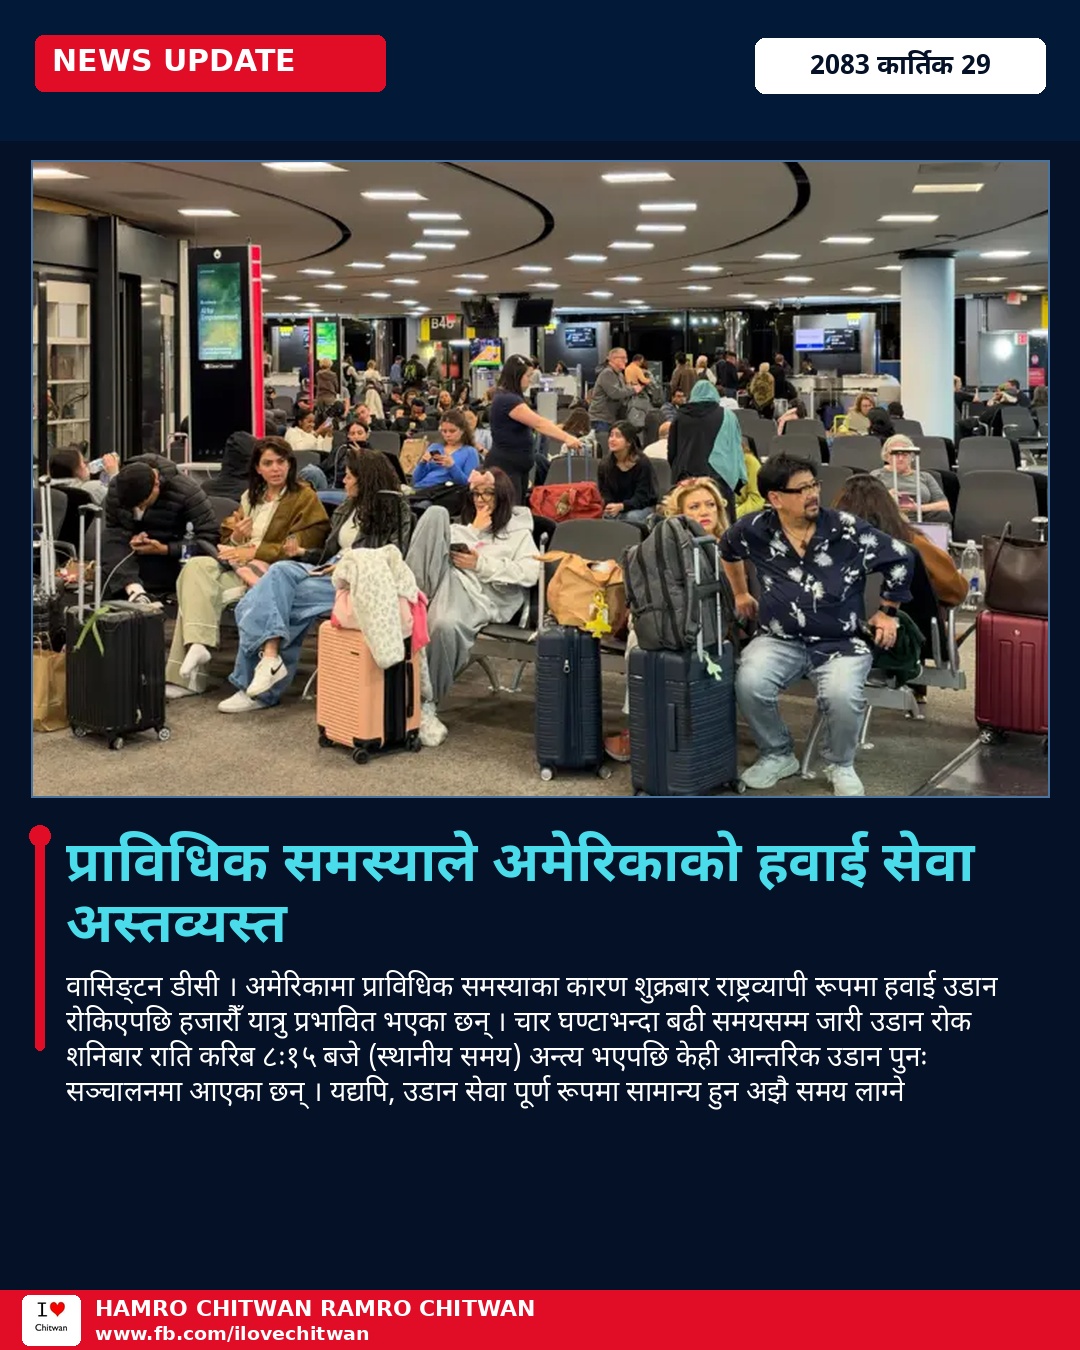 NEWS UPDATE
2083 कार्तिक 29
B46
प्राविधिक समस्याले अमेरिकाको हवाई सेवा
अस्तव्यस्त
वासिङ्टन डीसी । अमेरिकामा प्राविधिक समस्याका कारण शुक्रबार राष्ट्रव्यापी रूपमा हवाई उडान
रोकिएपछि हजारौँ यात्रु प्रभावित भएका छन् । चार घण्टाभन्दा बढी समयसम्म जारी उडान रोक
शनिबार राति करिब ८:१५ बजे (स्थानीय समय) अन्त्य भएपछि केही आन्तरिक उडान पुनः
सञ्चालनमा आएका छन् । यद्यपि, उडान सेवा पूर्ण रूपमा सामान्य हुन अझै समय लाग्ने
I
Chitwan
HAMRO CHITWAN RAMRO CHITWAN
www.fb.com/ilovechitwan